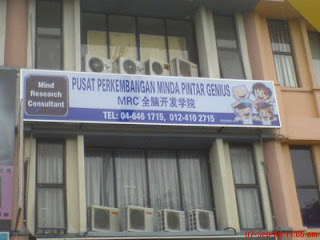 Mind
Research
Consultant
PUSAT PERKEMBANGAN MINDA PINTAR GENIUS
MRC 全脑开发学院
TEL: 04-646 1715, 012-410 2715